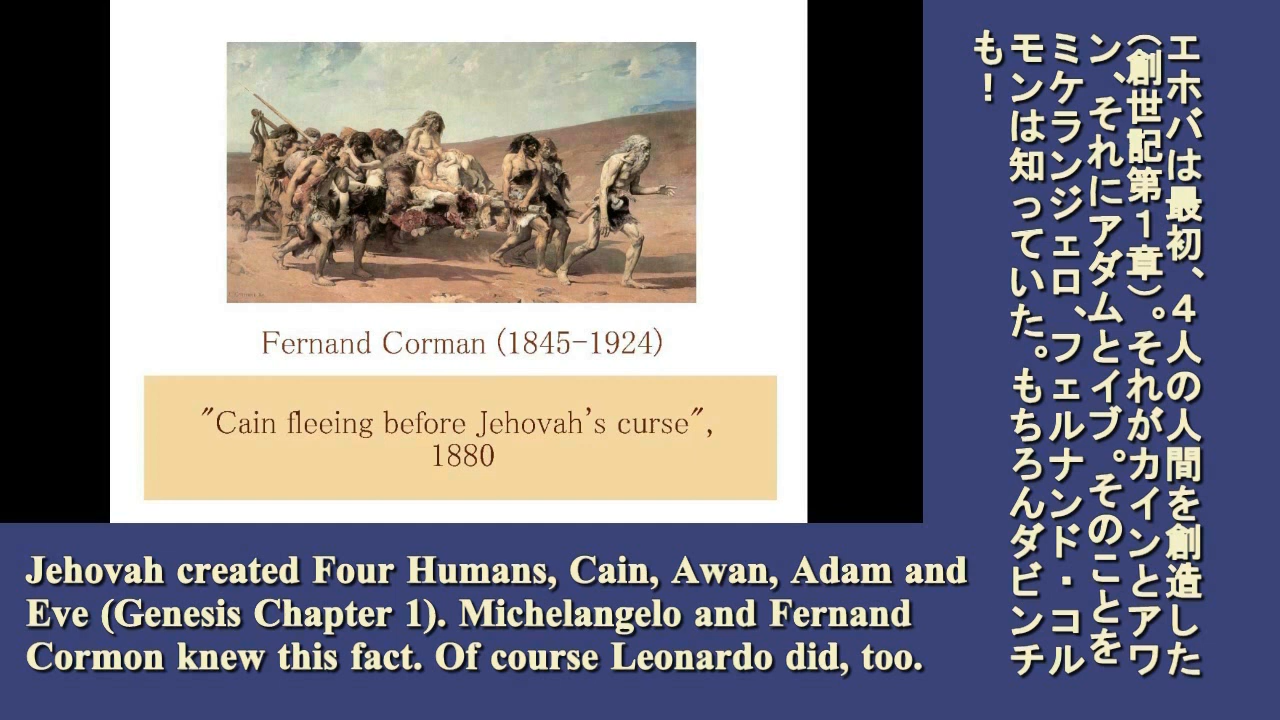 Fernand Corman (1845-1924)
"Cain fleeing before Jehovah's curse",
1880
Jehovah created Four Humans, Cain, Awan, Adam and
Eve (Genesis Chapter 1). Michelangelo and Fernand
Cormon knew this fact. Of course Leonardo did, too.
エホバは最初、4人の人間を創造した
（創世記第１章）。それがカインとアワ
ン、それにアダムとイブ。そのことを
ミケランジェロ、フェルナンド・コル
モンは知っていた。もちろんダビンチ
も！